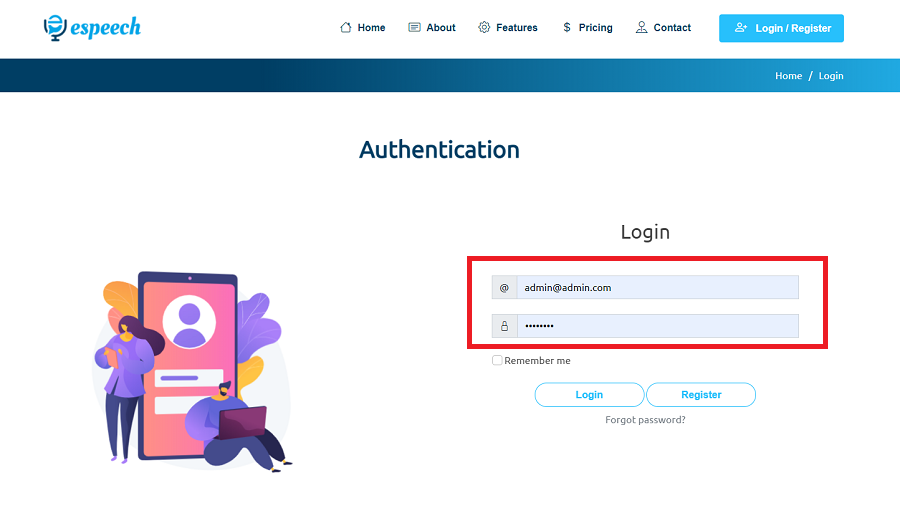 espeech
Home About Features $ Pricing Contact Login / Register
Home / Login
Authentication
Login
@ admin@admin.com
••••••••
Remember me
Login Register
Forgot password?